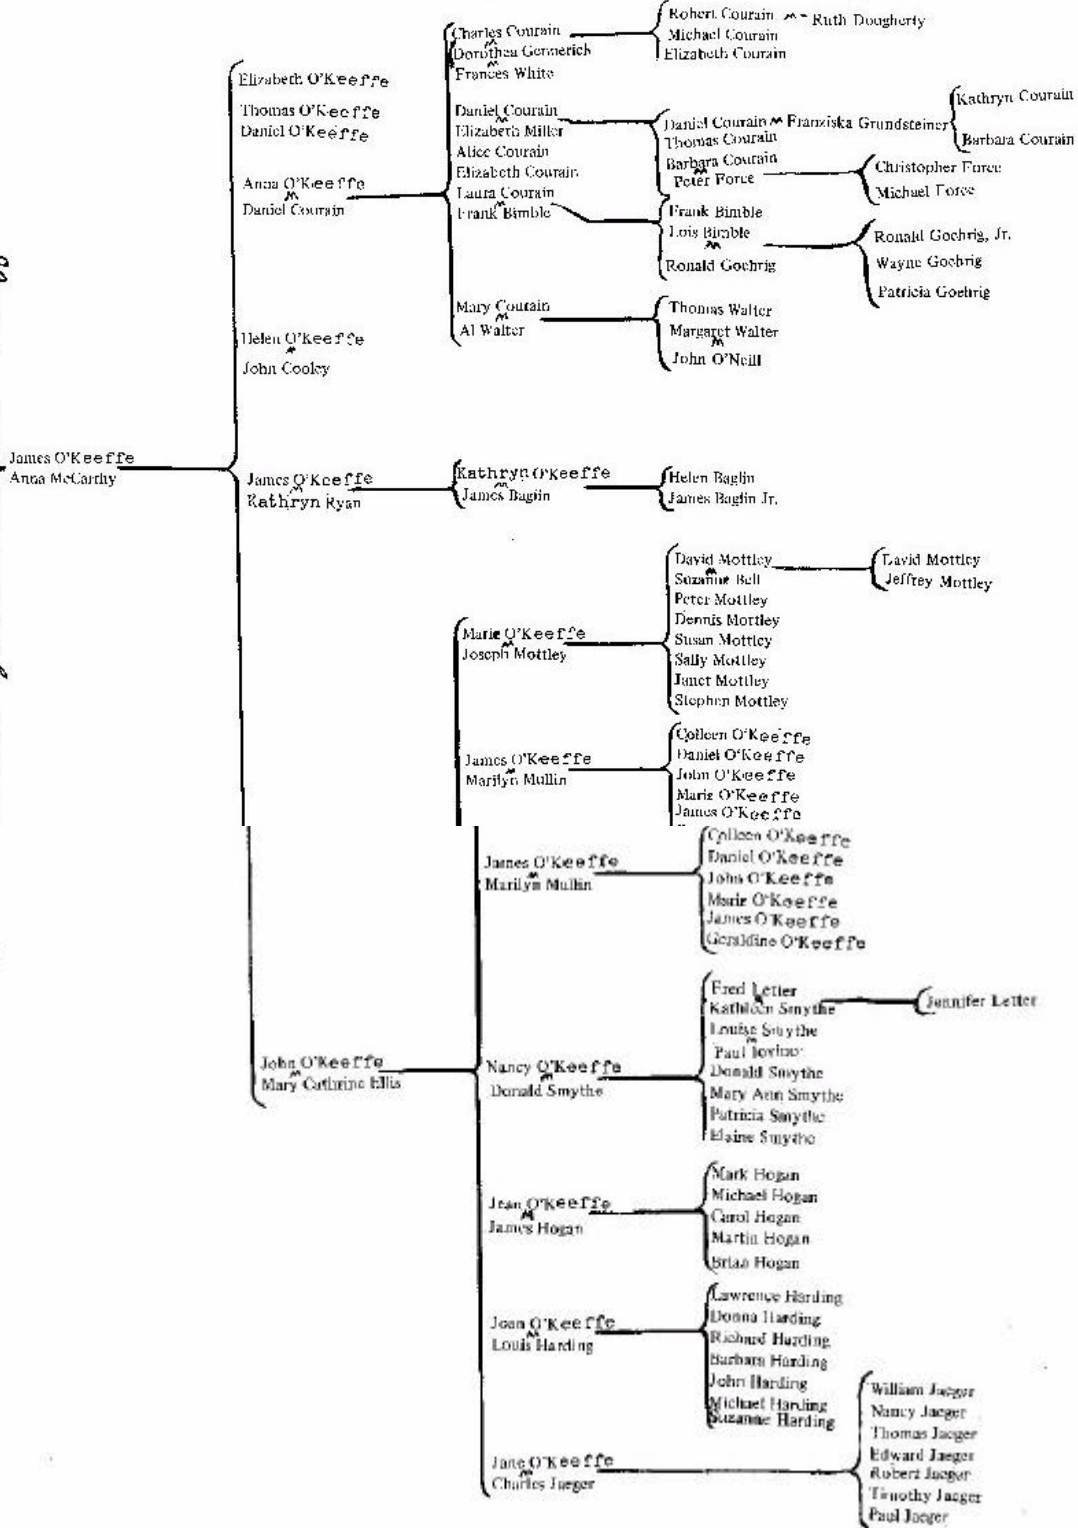 Robert Courain m- Ruth Dougherty
Michael Courain
Elizabeth Courain
Charles Courain
m
Dorothea Gennerich
m
Frances White
Elizabeth O'Keeffe
Thomas O'Keeffe
Daniel O'Keeffe
Daniel Courain
m
Elizabeth Miller
Alice Courain
Elizabeth Courain
Laura Courain
m
Frank Bimble
Daniel Courain m Franziska Grundsteiner
Thomas Courain
Barbara Courain
m
Peter Force
Kathryn Courain
Barbara Courain
Christopher Force
Michael Force
Anna O'Keeffe
m
Daniel Courain
Frank Bimble
Lois Bimble
m
Ronald Goehrig
Ronald Goehrig, Jr.
Wayne Goehrig
Patricia Goehrig
Mary Courain
m
Al Walter
Thomas Walter
Margaret Walter
m
John O'Neill
Helen O'Keeffe
m
John Cooley
James O'Keeffe
Anna McCarthy
James O'Keeffe
m
Kathryn Ryan
Kathryn O'Keeffe
m
James Baglin
Helen Baglin
James Baglin Jr.
David Mottley
m
Suzanne Bell
Peter Mottley
Dennis Mottley
Susan Mottley
Sally Mottley
Janet Mottley
Stephen Mottley
David Mottley
Jeffrey Mottley
Marie O'Keeffe
m
Joseph Mottley
James O'Keeffe
m
Marilyn Mullin
Colleen O'Keeffe
Daniel O'Keeffe
John O'Keeffe
Marie O'Keeffe
James O'Keeffe
James O'Keeffe
m
Marilyn Mullin
Colleen O'Keeffe
Daniel O'Keeffe
John O'Keeffe
Marie O'Keeffe
James O'Keeffe
Geraldine O'Keeffe
John O'Keeffe
m
Mary Cathrine Ellis
Nancy O'Keeffe
m
Donald Smythe
Fred Letter
m
Kathleen Smythe
Louise Smythe
m
Paul
Donald Smythe
Mary Ann Smythe
Patricia Smythe
Elaine Smythe
Jennifer Letter
Jean O'Keeffe
m
James Hogan
Mark Hogan
Michael Hogan
Carol Hogan
Martin Hogan
Brian Hogan
Joan O'Keeffe
m
Louis Harding
Lawrence Harding
Donna Harding
Richard Harding
Barbara Harding
John Harding
Michael Harding
Suzanne Harding
Jane O'Keeffe
m
Charles Jaeger
William Jaeger
Nancy Jaeger
Thomas Jaeger
Edward Jaeger
Robert Jaeger
Timothy Jaeger
Paul Jaeger